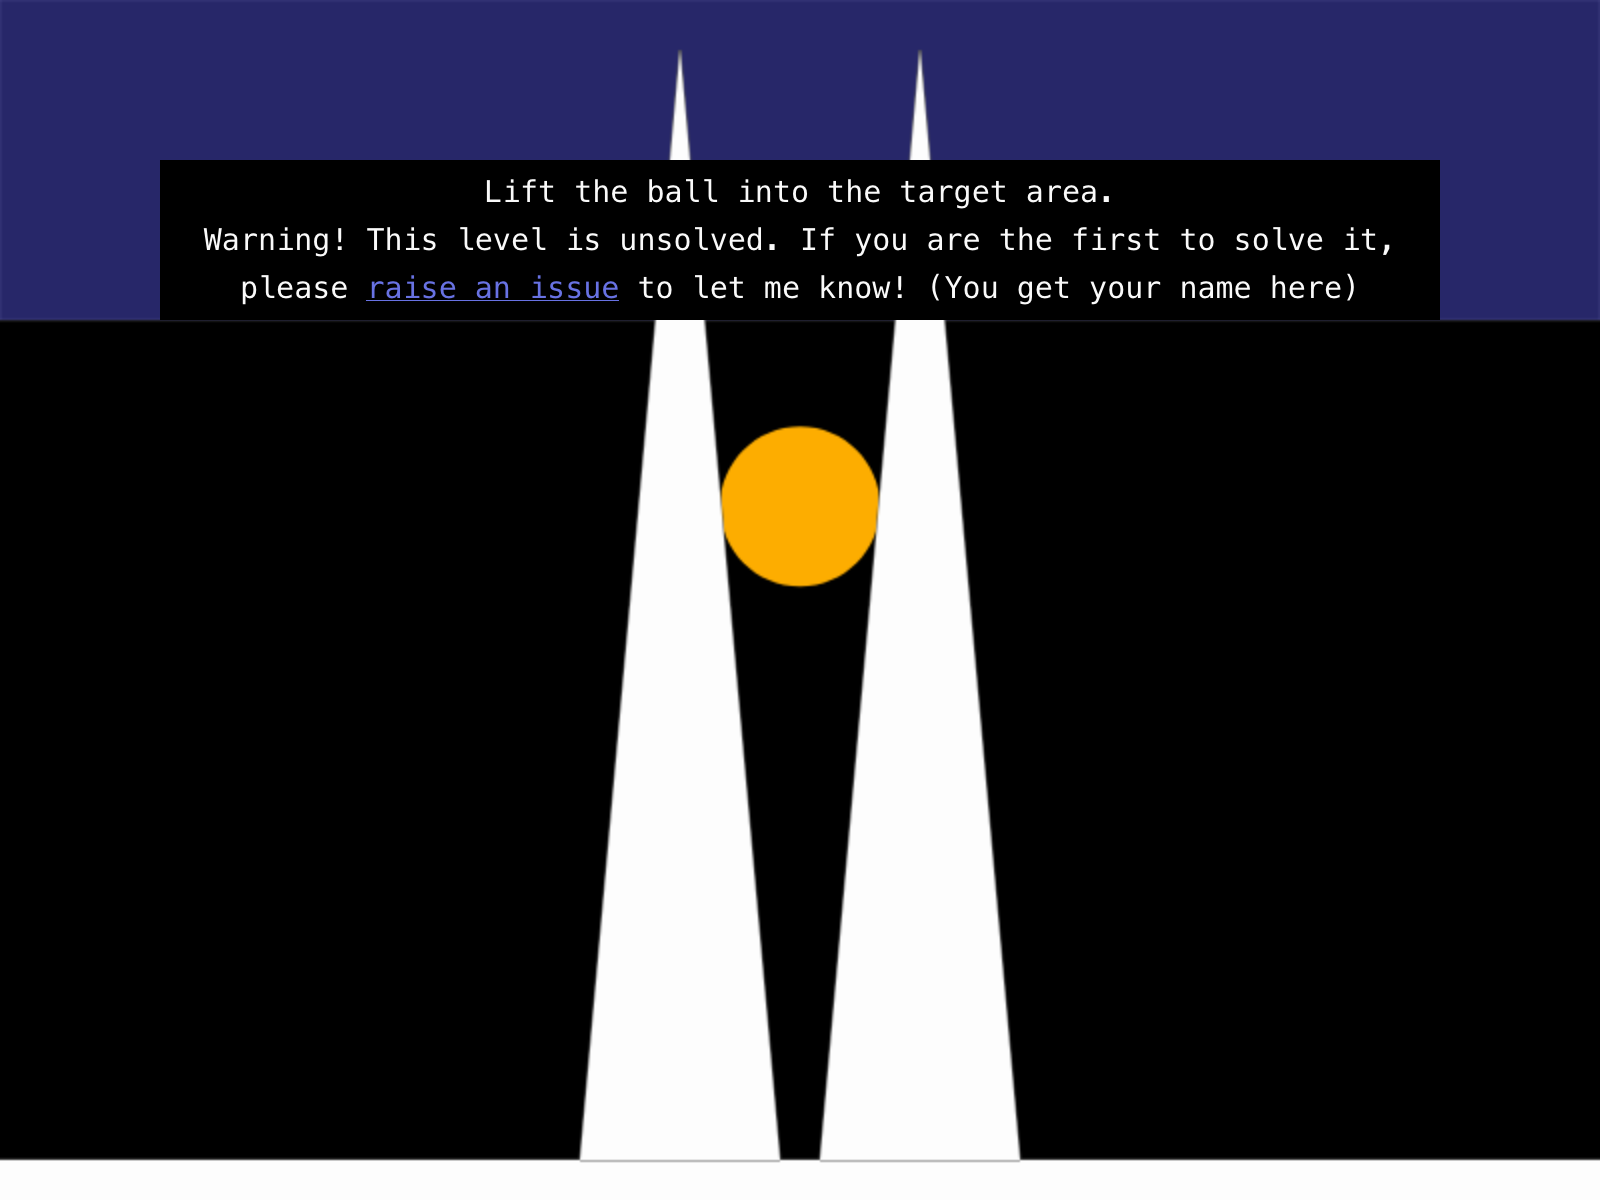 Lift the ball into the target area.
Warning! This level is unsolved. If you are the first to solve it,
please raise an issue to let me know! (You get your name here)